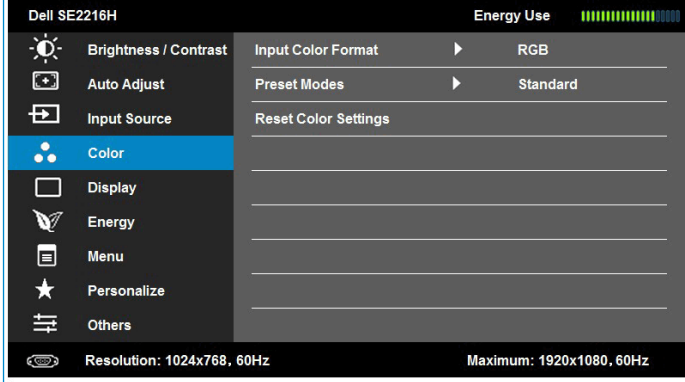 Dell SE2216H Energy Use
Brightness / Contrast Input Color Format RGB
Auto Adjust Preset Modes Standard
Input Source Reset Color Settings
Color
Display
Energy
Menu
Personalize
Others
Resolution: 1024x768, 60Hz Maximum: 1920x1080, 60Hz